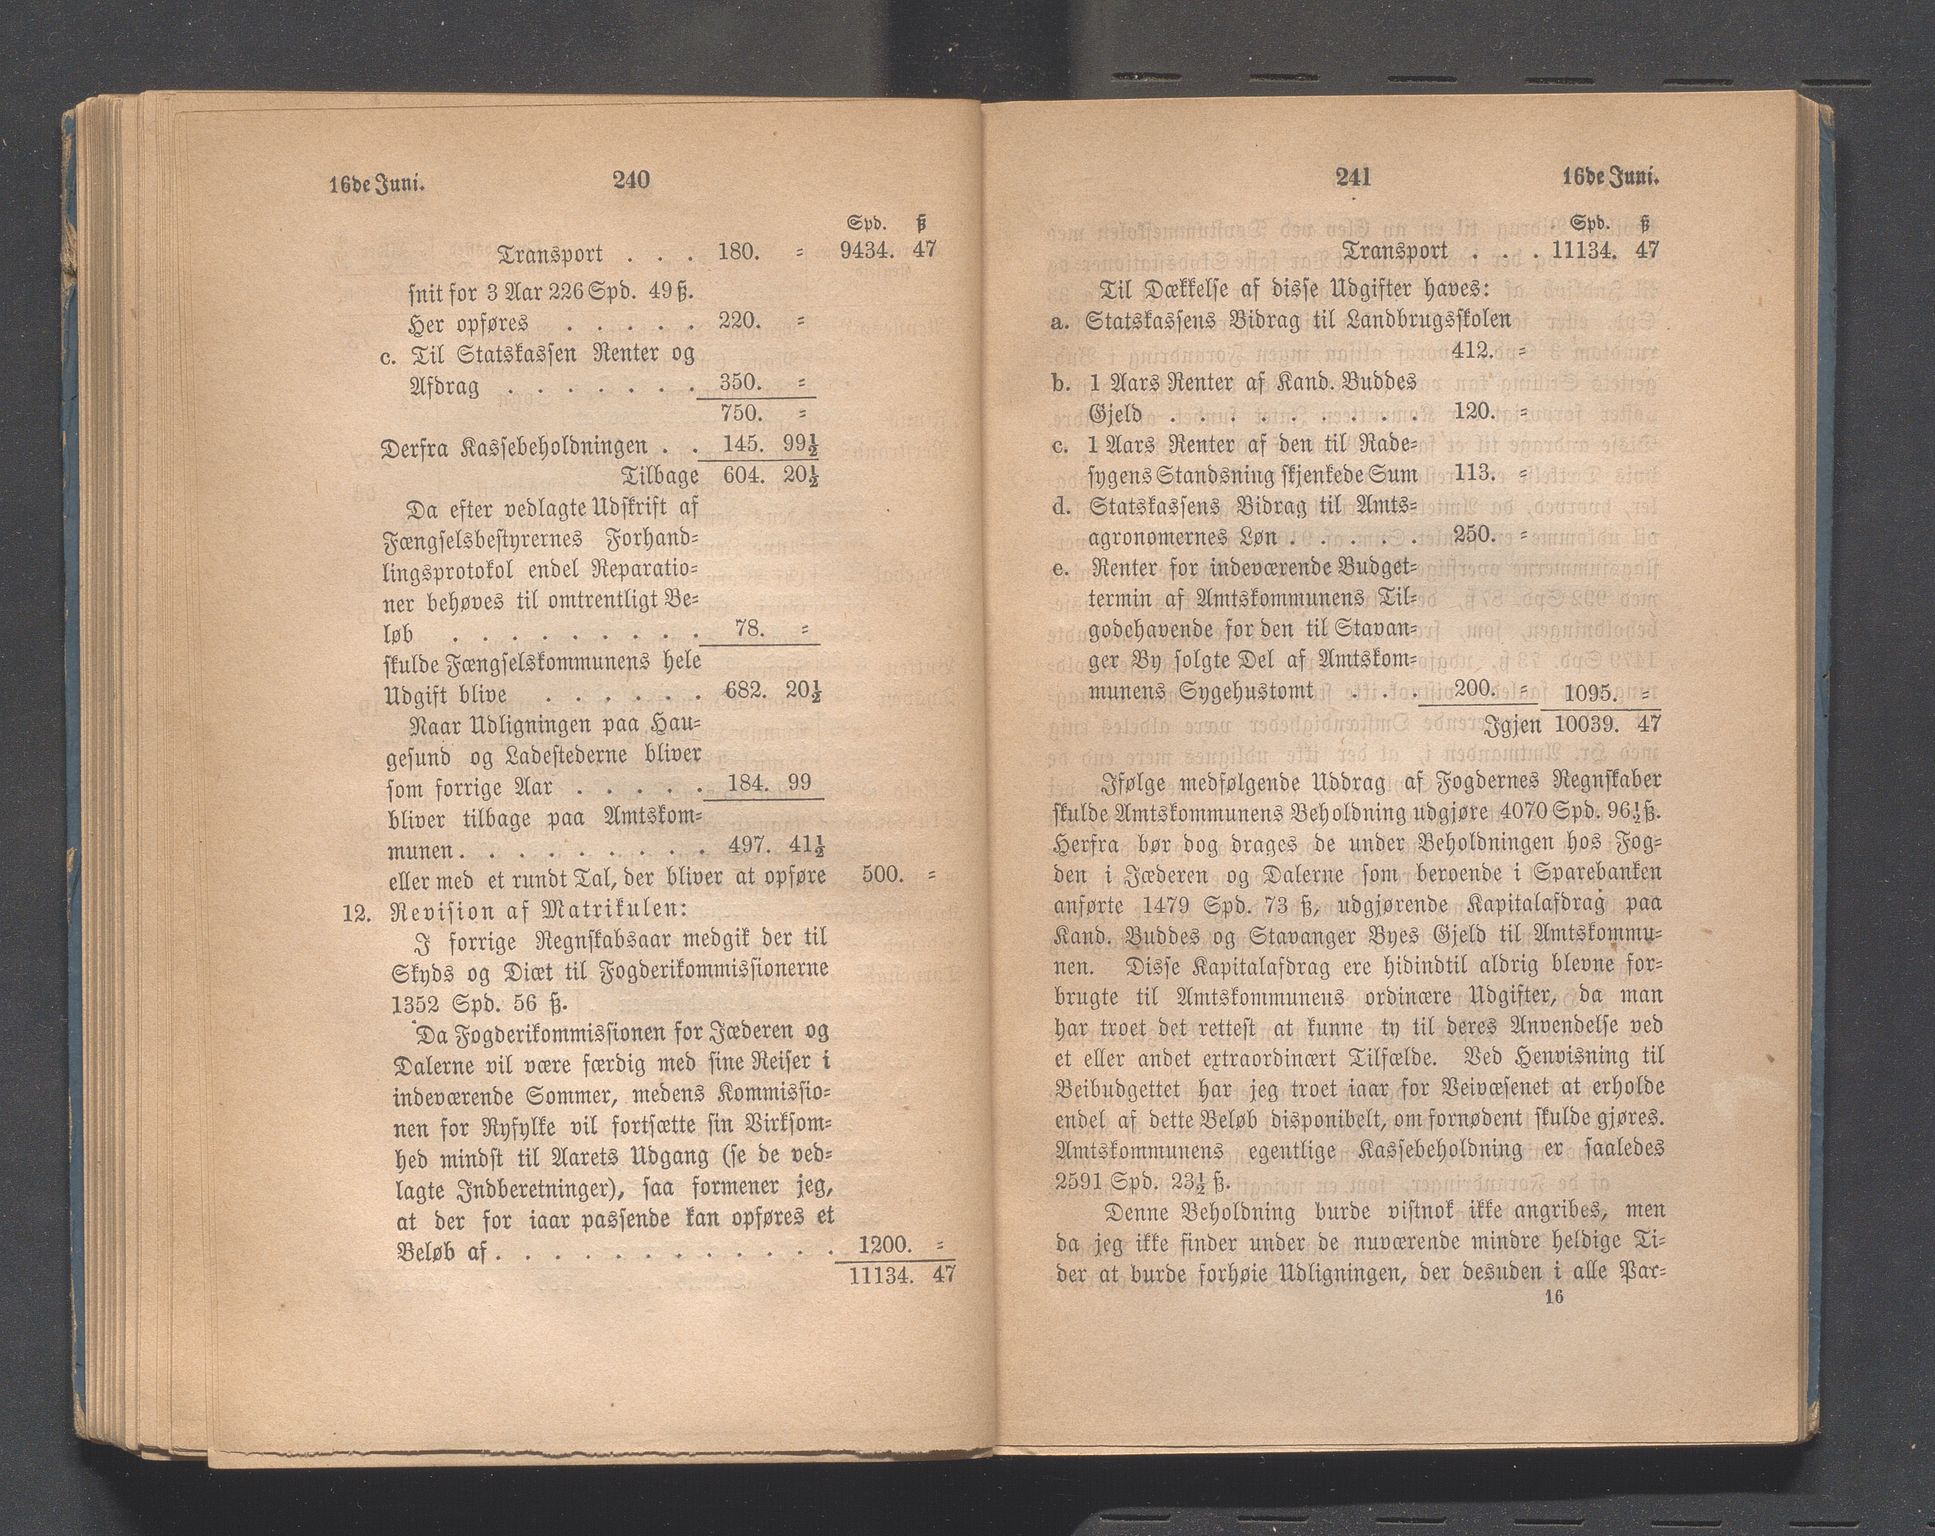 16de Juni.
240
Spd. ß
Transport . . . 180. = 9434. 47
snit for 3 Aar 226 Spd. 49 ß.
Her opføres . . . . . 220. =
c. Til Statskassen Renter og
Afdrag . . . . . . . 350. =
750. =
Derfra Kassebeholdningen . . 145. 99½
Tilbage 604. 20½
Da efter vedlagte Udskrift af
Fængselsbestyrernes Forhand=
lingsprotokol endel Reparatio=
ner behøves til omtrentligt Be=
løb . . . . . . . . . 78. =
skulde Fængselskommunens hele
Udgift blive . . . . . . 682. 20½
Naar Udligningen paa Hau=
gesund og Ladestederne bliver
som forrige Aar . . . . . 184. 99
bliver tilbage paa Amtskom=
munen . . . . . . . . . 497. 41½
eller med et rundt Tal, der bliver at opføre 500. =
12. Revision af Matrikulen:
I forrige Regnskabsaar medgik der til
Skyds og Diæt til Fogderikommissionerne
1352 Spd. 56 ß.
Da Fogderikommissionen for Jæderen og
Dalerne vil være færdig med sine Reiser i
indeværende Sommer, medens Kommissio=
nen for Ryfylke vil fortsætte sin Virksom=
hed mindst til Aarets Udgang (se de ved=
lagte Indberetninger), saa formener jeg,
at der for iaar passende kan opføres et
Beløb af . . . . . . . . . . . . 1200. =
11134. 47
241
16de Juni.
Spd. ß
Transport . . . 11134. 47
Til Dækkelse af disse Udgifter haves:
a. Statskassens Bidrag til Landbrugsskolen
412. =
b. 1 Aars Renter af Kand. Buddes
Gjeld . . . . . . . . . 120. =
c. 1 Aars Renter af den til Rade=
sygens Standsning skjenkede Sum 113. =
d. Statskassens Bidrag til Amts=
agronomernes Løn . . . . . 250. =
e. Renter for indeværende Budget=
termin af Amtskommunens Til=
godehavende for den til Stavan=
ger By solgte Del af Amtskom=
munens Sygehustomt . . . 200. = 1095. =
Igjen 10039. 47
Ifølge medfølgende Uddrag af Fogdernes Regnskaber
skulde Amtskommunens Beholdning udgjøre 4070 Spd. 96½ ß.
Herfra bør dog drages de under Beholdningen hos Fog=
den i Jæderen og Dalerne som beroende i Sparebanken
anførte 1479 Spd. 73 ß, udgjørende Kapitalafdrag paa
Kand. Buddes og Stavanger Byes Gjeld til Amtskommu=
nen. Disse Kapitalafdrag ere hidindtil aldrig blevne for=
brugte til Amtskommunens ordinære Udgifter, da man
har troet det rettest at kunne ty til deres Anvendelse ved
et eller andet extraordinært Tilfælde. Ved Henvisning til
Beibudgettet har jeg troet iaar for Veivæsenet at erholde
endel af dette Beløb disponibelt, om fornødent skulde gjøres.
Amtskommunens egentlige Kassebeholdning er saaledes
2591 Spd. 23½ ß.
Denne Beholdning burde vistnok ikke angribes, men
da jeg ikke finder under de nuværende mindre heldige Ti=
der at burde forhøie Udligningen, der desuden i alle Par=
16